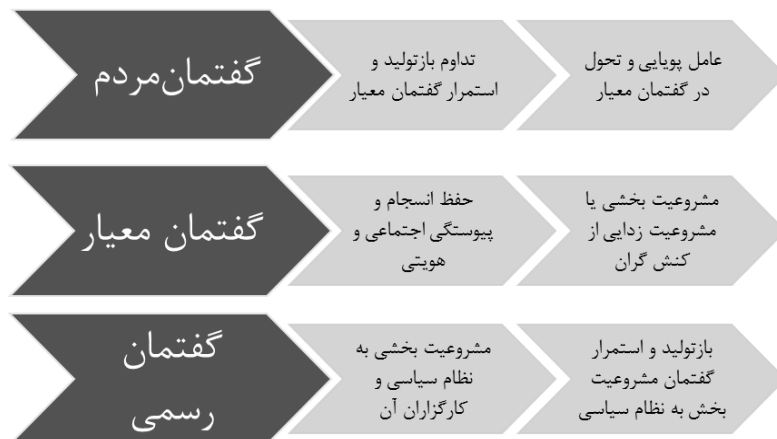 گفتمان‌مردم
تداوم بازتولید و
استمرار گفتمان معیار
عامل پویایی و تحول
در گفتمان معیار
گفتمان معیار
حفظ انسجام و
پیوستگی اجتماعی و
هویتی
مشروعیت بخشی یا
مشروعیت زدایی از
کنش گران
گفتمان
رسمی
مشروعیت بخشی به
نظام سیاسی و
کارگزاران آن
بازتولید و استمرار
گفتمان مشروعیت
بخش به نظام سیاسی